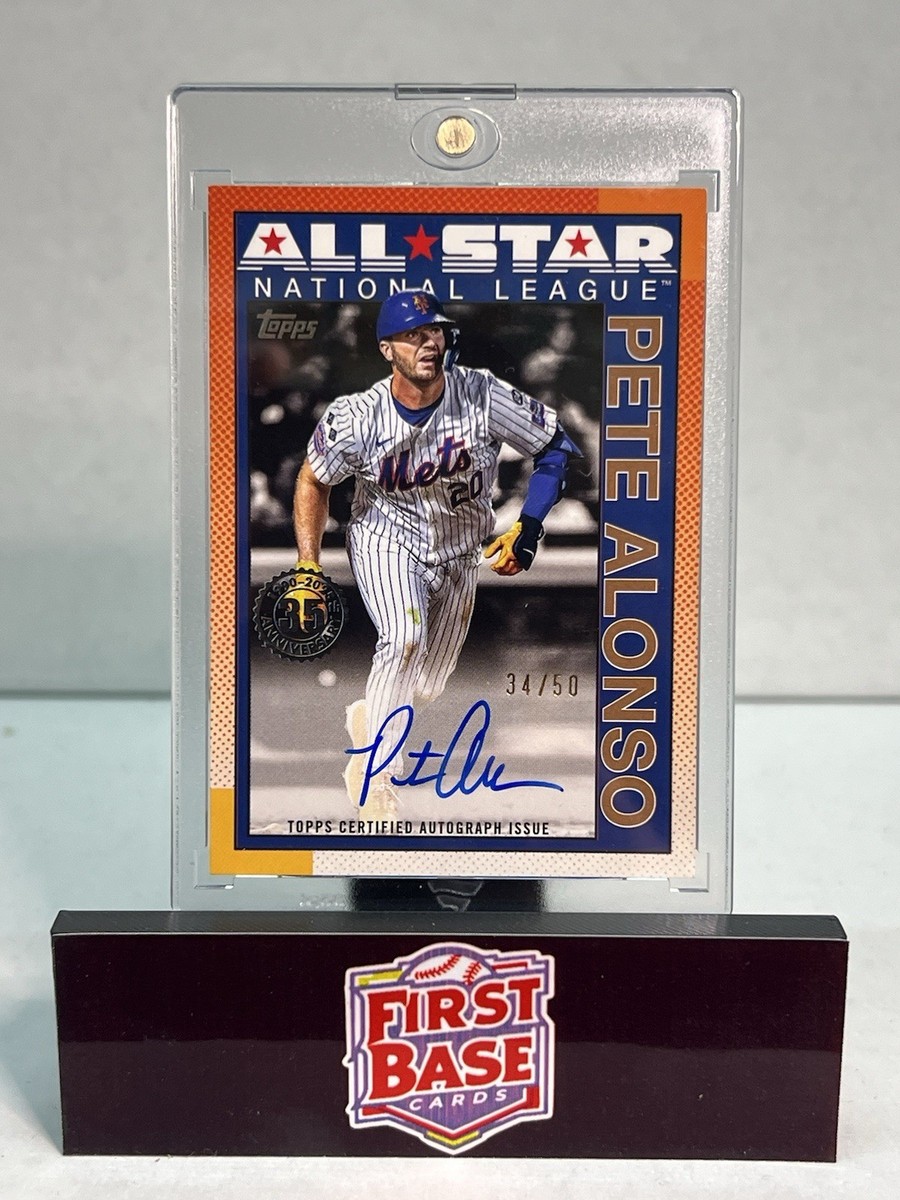 ALL★STAR
NATIONAL LEAGUE™
Topps
PETE ALONSO
Mets
20
35
ANNIVERSARY
34/50
TOPPS CERTIFIED AUTOGRAPH ISSUE
FIRST
BASE
CARDS